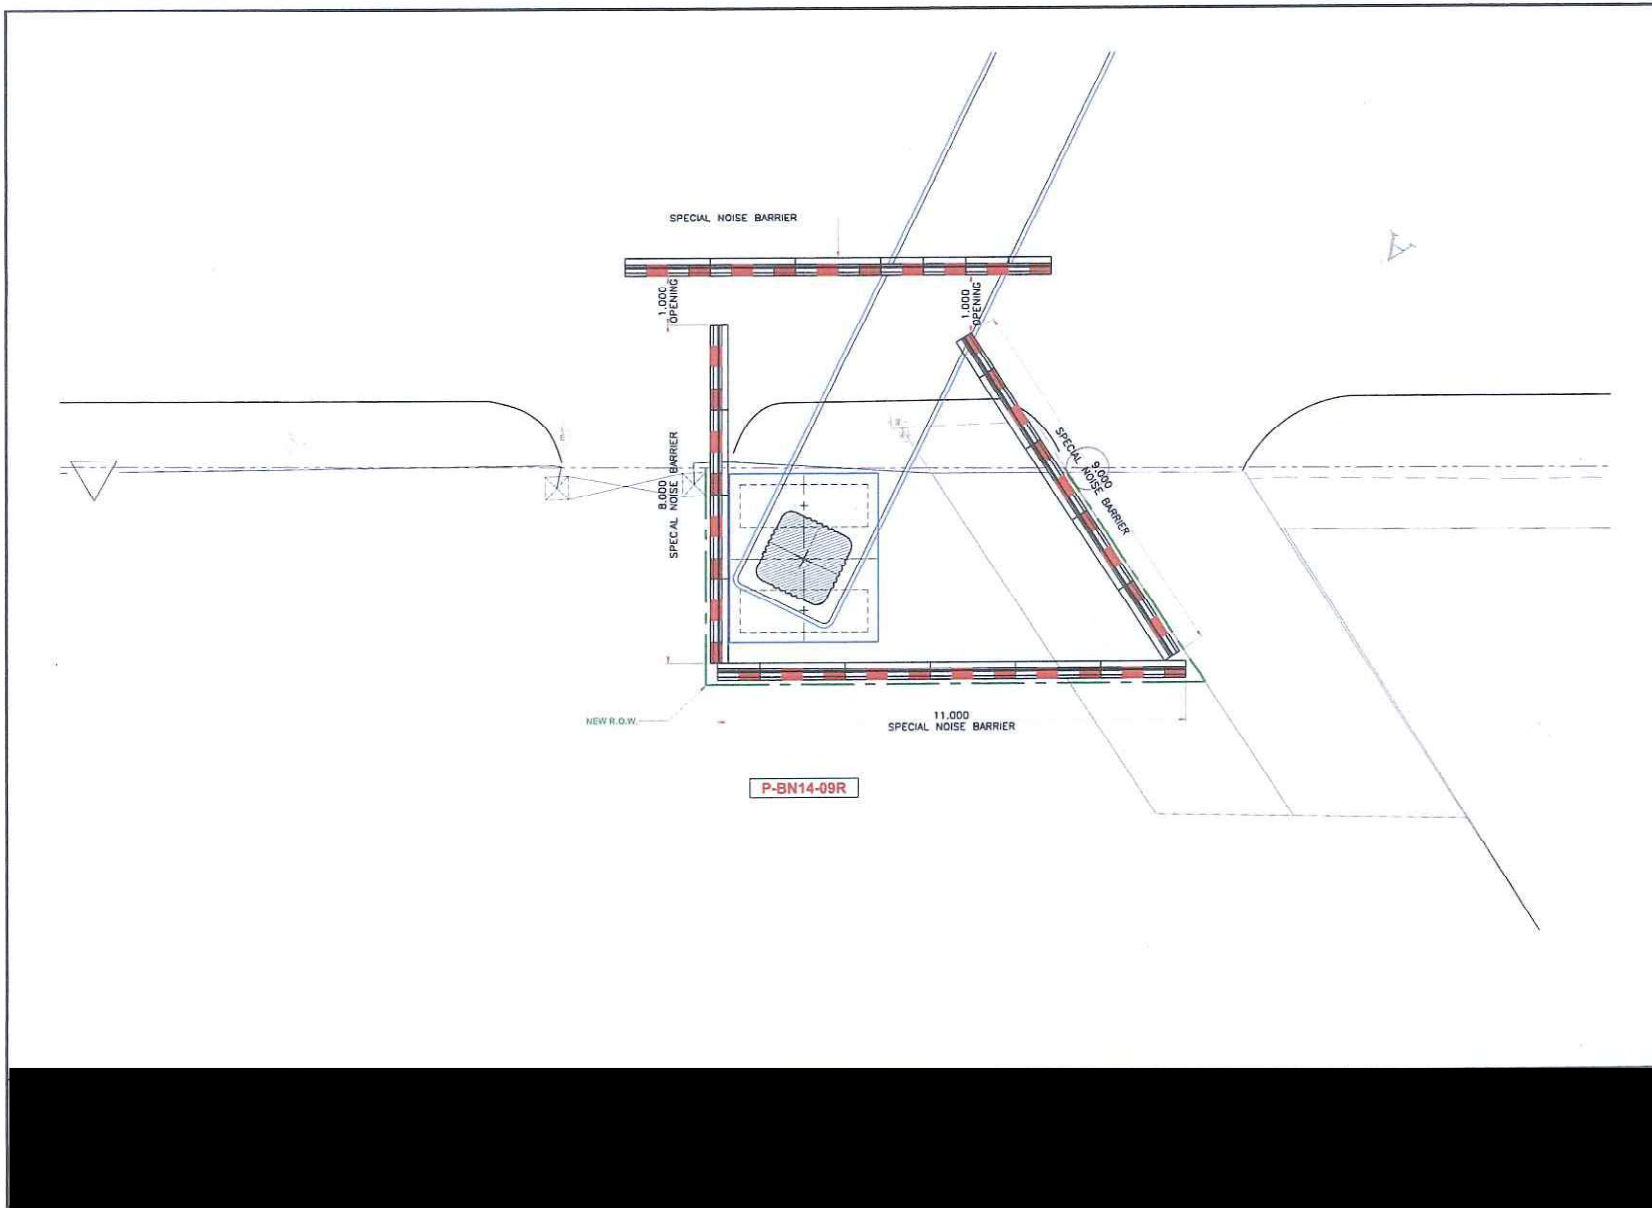 SPECIAL NOISE BARRIER
1.000
OPENING
1.000
OPENING
8.000
SPECIAL NOISE BARRIER
9.000
SPECIAL NOISE BARRIER
11.000
SPECIAL NOISE BARRIER
NEW R.O.W.
P-BN14-09R